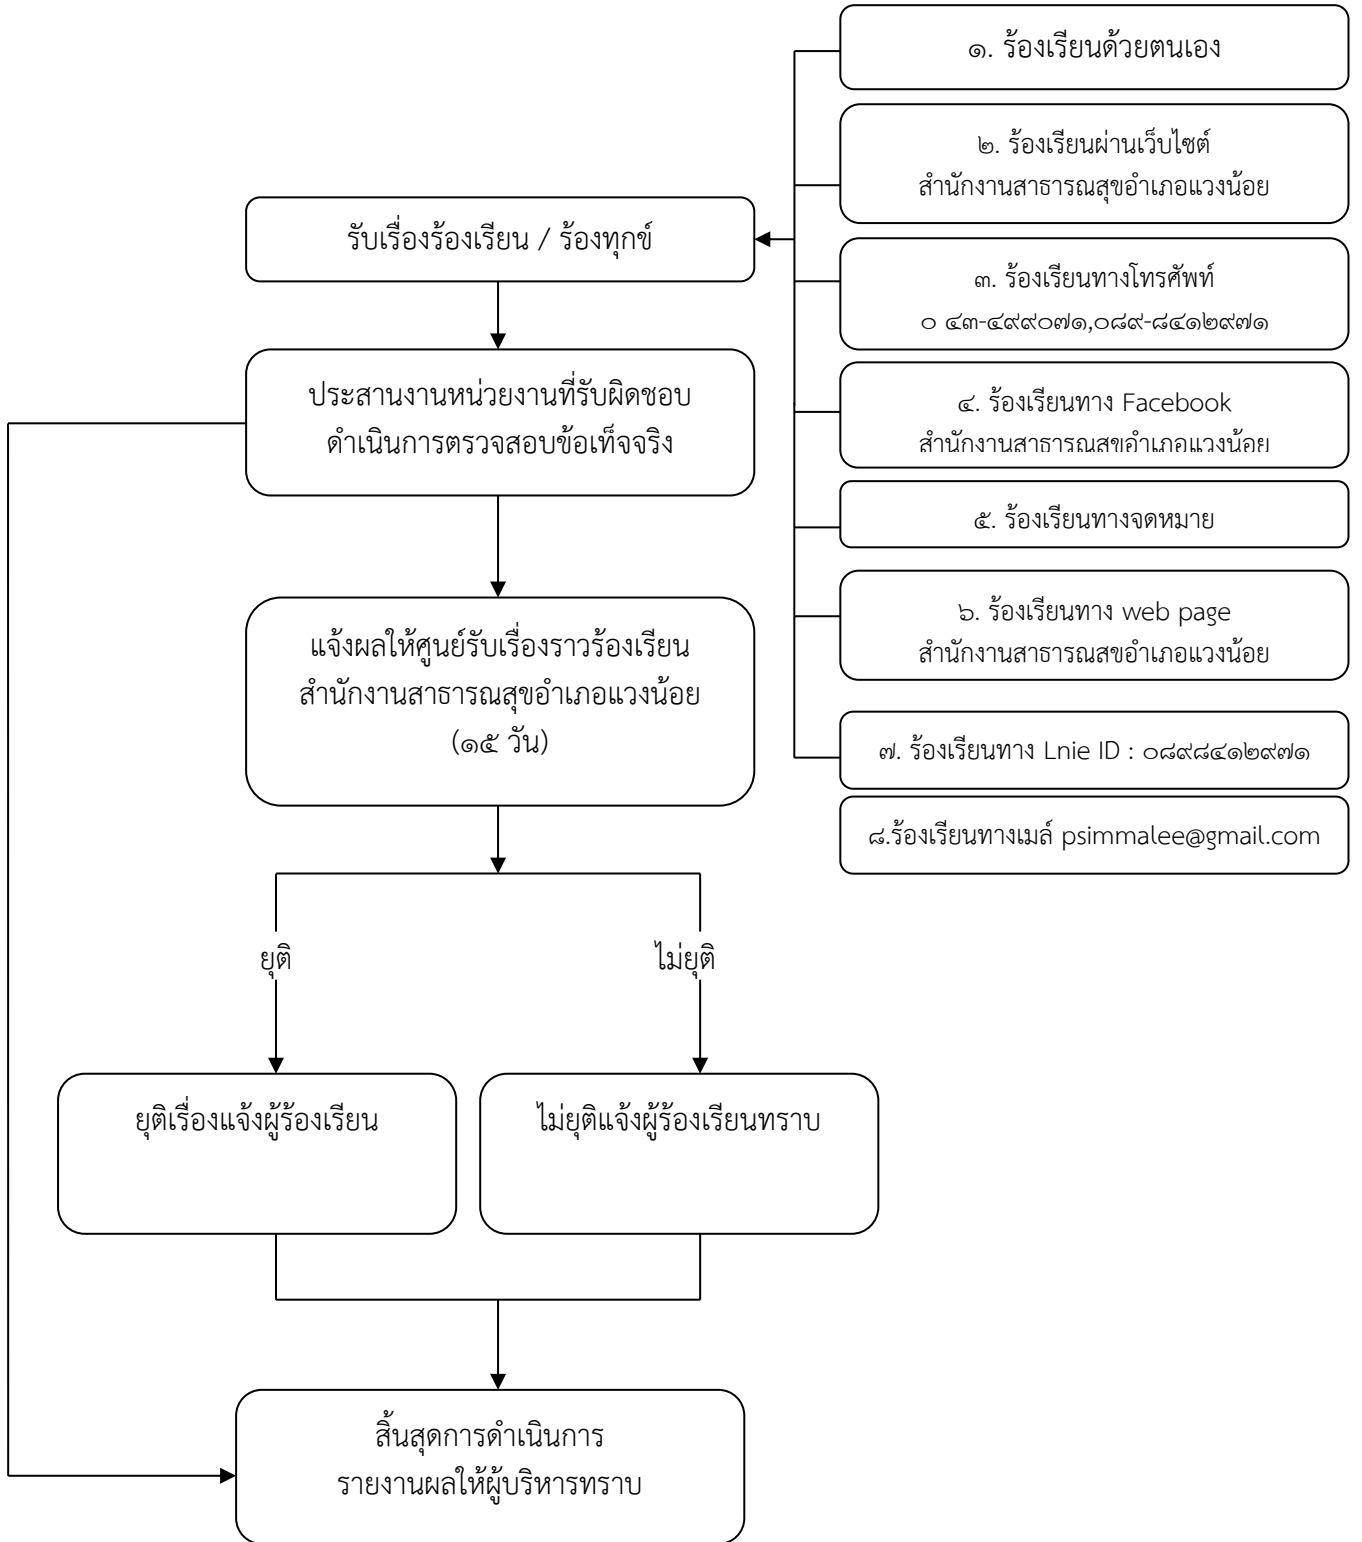 ๑. ร้องเรียนด้วยตนเอง
๒. ร้องเรียนผ่านเว็บไซต์
สำนักงานสาธารณสุขอำเภอแวงน้อย
รับเรื่องร้องเรียน / ร้องทุกข์
๓. ร้องเรียนทางโทรศัพท์
๐ ๔๓-๔๙๙๐๗๑,๐๘๙-๘๔๑๒๙๗๑
ประสานงานหน่วยงานที่รับผิดชอบ
ดำเนินการตรวจสอบข้อเท็จจริง
๔. ร้องเรียนทาง Facebook
สำนักงานสาธารณสุขอำเภอแวงน้อย
๕. ร้องเรียนทางจดหมาย
๖. ร้องเรียนทาง web page
สำนักงานสาธารณสุขอำเภอแวงน้อย
แจ้งผลให้ศูนย์รับเรื่องราวร้องเรียน
สำนักงานสาธารณสุขอำเภอแวงน้อย
(๑๕ วัน)
๗. ร้องเรียนทาง Lnie ID : ๐๘๙๘๔๑๒๙๗๑
๘.ร้องเรียนทางเมล์ psimmalee@gmail.com
ยุติ
ไม่ยุติ
ยุติเรื่องแจ้งผู้ร้องเรียน
ไม่ยุติแจ้งผู้ร้องเรียนทราบ
สิ้นสุดการดำเนินการ
รายงานผลให้ผู้บริหารทราบ